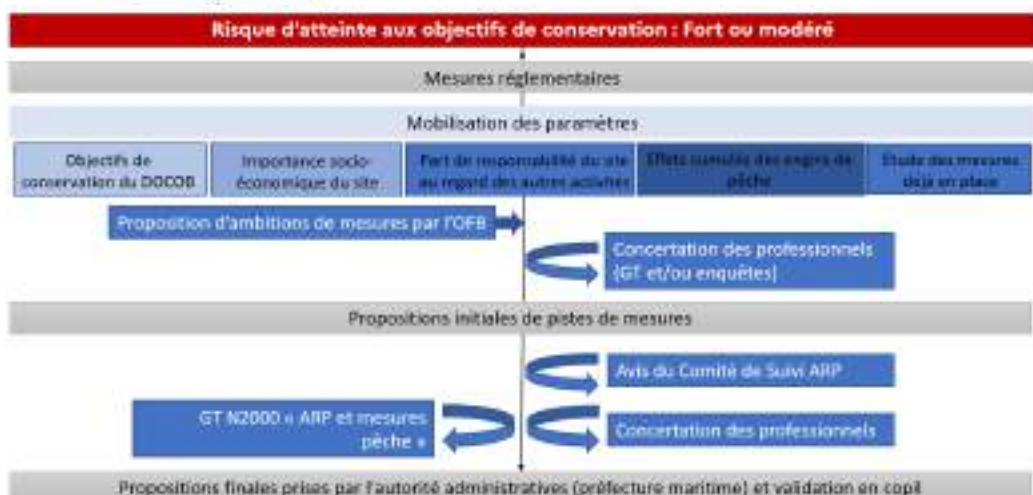 Risque d'atteinte aux objectifs de conservation : Fort ou modéré
Mesures réglementaires
Mobilisation des paramètres
Objectifs de
conservation du DOCOB
Importance socio-
économique du site
Part de responsabilité du site
au regard des autres activités
Effets cumulés des engins de
pêche
Etude des mesures
déjà en place
Proposition d'ambitions de mesures par l'OFB
Concertation des professionnels
(GT et/ou enquêtes)
Propositions initiales de pistes de mesures
Avis du Comité de Suivi ARP
GT N2000 « ARP et mesures
pêche »
Concertation des professionnels
Propositions finales prises par l'autorité administratives (préfecture maritime) et validation en copil